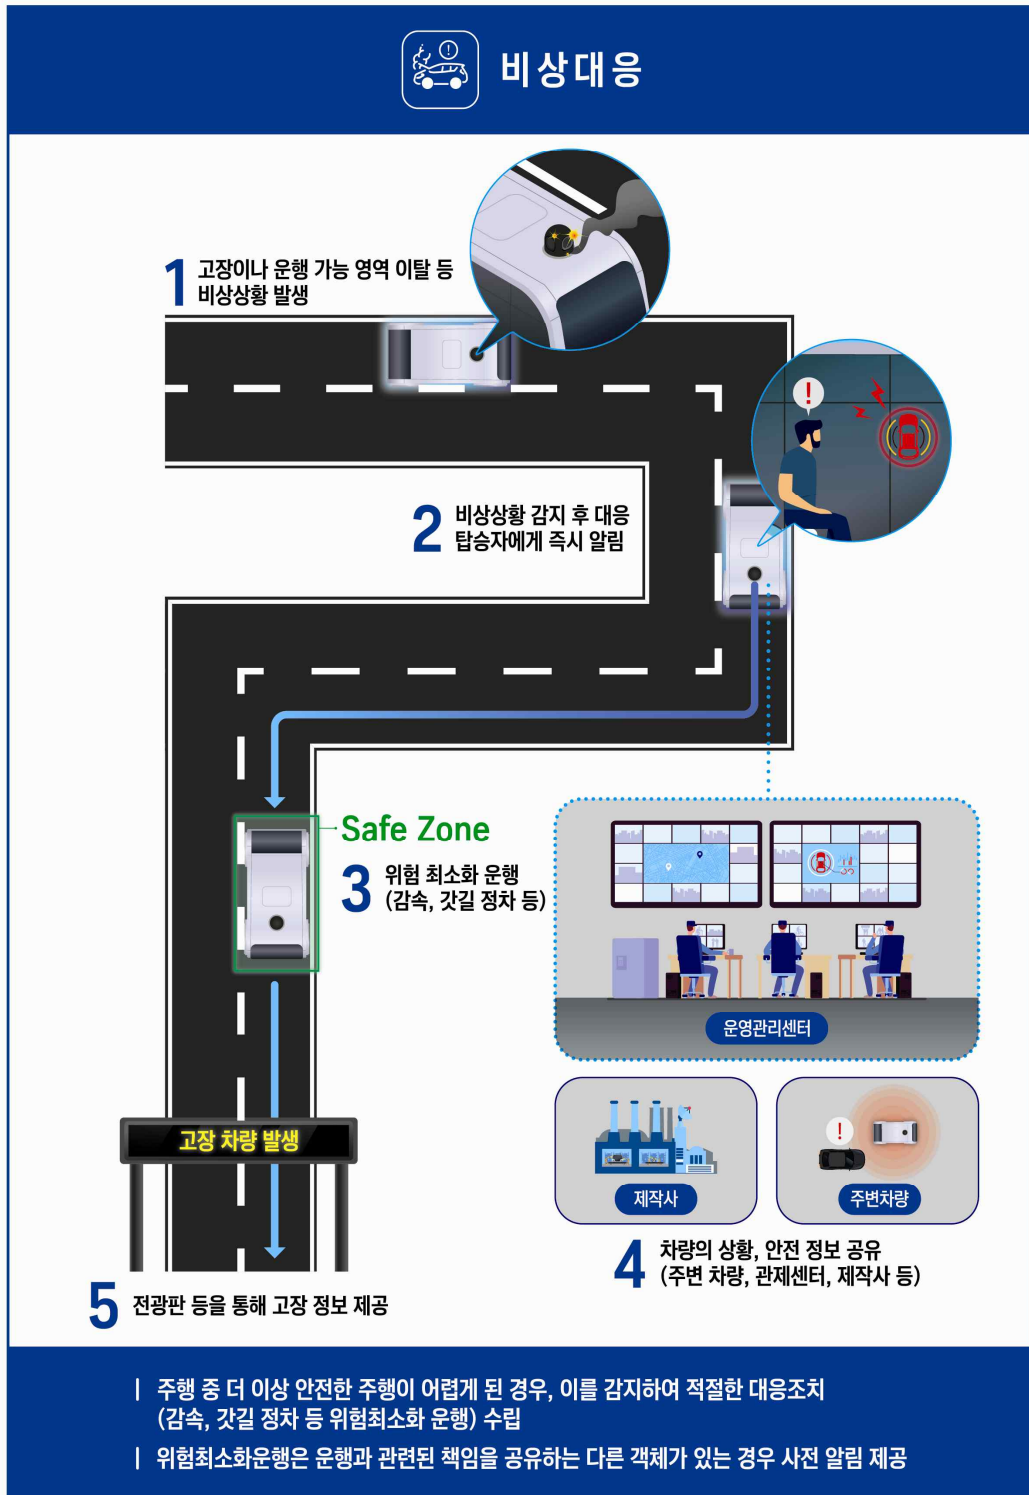 비상대응
1 고장이나 운행 가능 영역 이탈 등
비상상황 발생
!
2 비상상황 감지 후 대응
탑승자에게 즉시 알림
Safe Zone
3 위험 최소화 운행
(감속, 갓길 정차 등)
운영관리센터
고장 차량 발생
!
제작사
주변차량
4 차량의 상황, 안전 정보 공유
(주변 차량, 관제센터, 제작사 등)
5 전광판 등을 통해 고장 정보 제공
| 주행 중 더 이상 안전한 주행이 어렵게 된 경우, 이를 감지하여 적절한 대응조치
(감속, 갓길 정차 등 위험최소화 운행) 수립
| 위험최소화운행은 운행과 관련된 책임을 공유하는 다른 객체가 있는 경우 사전 알림 제공